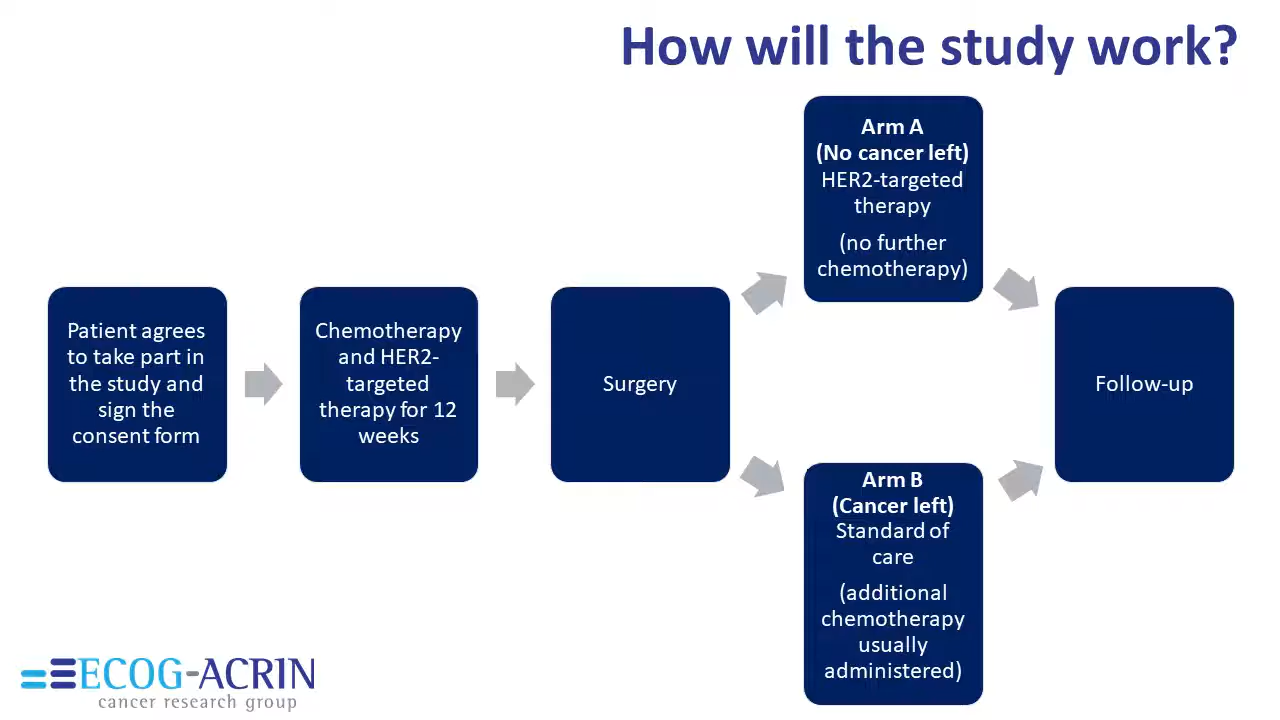 How will the study work?
Patient agrees
to take part in
the study and
sign the
consent form
Chemotherapy
and HER2-
targeted
therapy for 12
weeks
Surgery
Arm A
(No cancer left)
HER2-targeted
therapy
(no further
chemotherapy)
Arm B
(Cancer left)
Standard of
care
(additional
chemotherapy
usually
administered)
Follow-up
ECOG-ACRIN
cancer research group